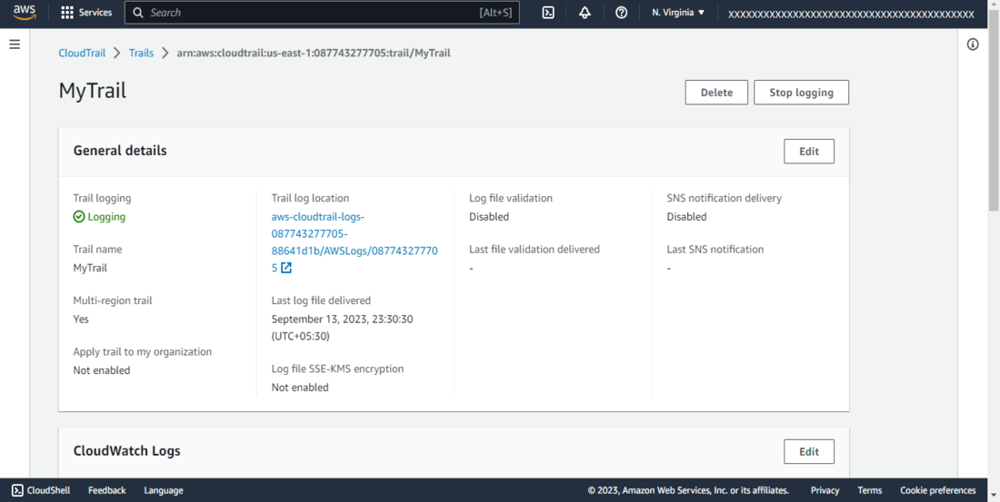 aws
Services
Search
[Alt+S]
N. Virginia
XXXXXXXXXXXXXXXXXXXXXXXXXXXXXXXXXXXXXXXXXX
CloudTrail
Trails
arn:aws:cloudtrail:us-east-1:087743277705:trail/MyTrail
MyTrail
Delete
Stop logging
General details
Edit
Trail logging
Logging
Trail name
MyTrail
Multi-region trail
Yes
Apply trail to my organization
Not enabled
Trail log location
aws-cloudtrail-logs-
087743277705-
88641d1b/AWSLogs/08774327770
5
Last log file delivered
September 13, 2023, 23:30:30
(UTC+05:30)
Log file SSE-KMS encryption
Not enabled
Log file validation
Disabled
Last file validation delivered
-
SNS notification delivery
Disabled
Last SNS notification
-
CloudWatch Logs
Edit
CloudShell
Feedback
Language
© 2023, Amazon Web Services, Inc. or its affiliates.
Privacy
Terms
Cookie preferences